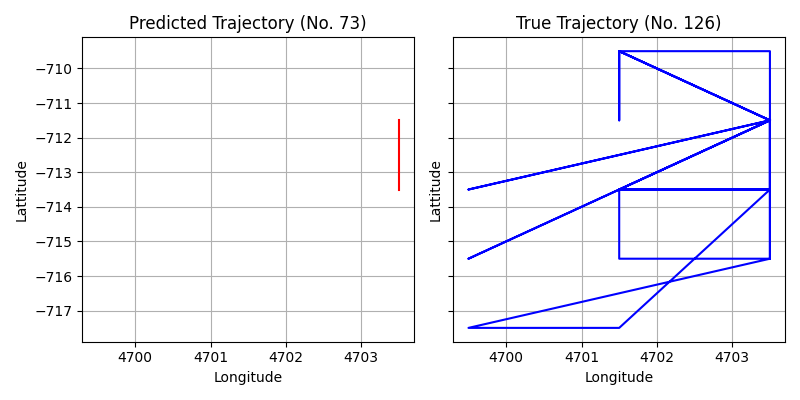 Predicted Trajectory (No. 73)
True Trajectory (No. 126)
−710
−711
−712
−713
−714
−715
−716
−717
Lattitude
Lattitude
4700
4701
4702
4703
4700
4701
4702
4703
Longitude
Longitude